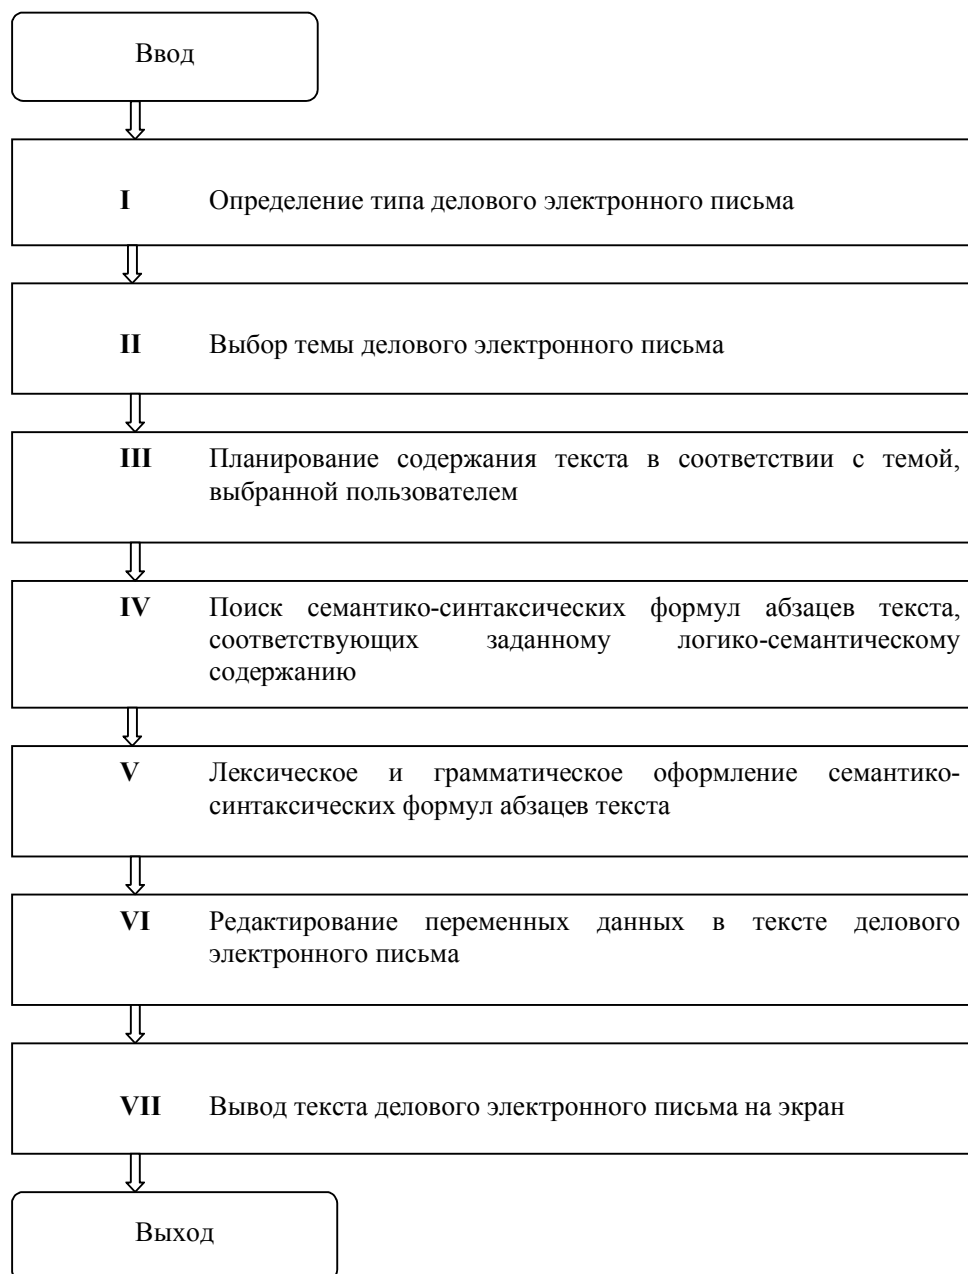 Ввод
I Определение типа делового электронного письма
II Выбор темы делового электронного письма
III Планирование содержания текста в соответствии с темой,
выбранной пользователем
IV Поиск семантико-синтаксических формул абзацев текста,
соответствующих заданному логико-семантическому
содержанию
V Лексическое и грамматическое оформление семантико-
синтаксических формул абзацев текста
VI Редактирование переменных данных в тексте делового
электронного письма
VII Вывод текста делового электронного письма на экран
Выход